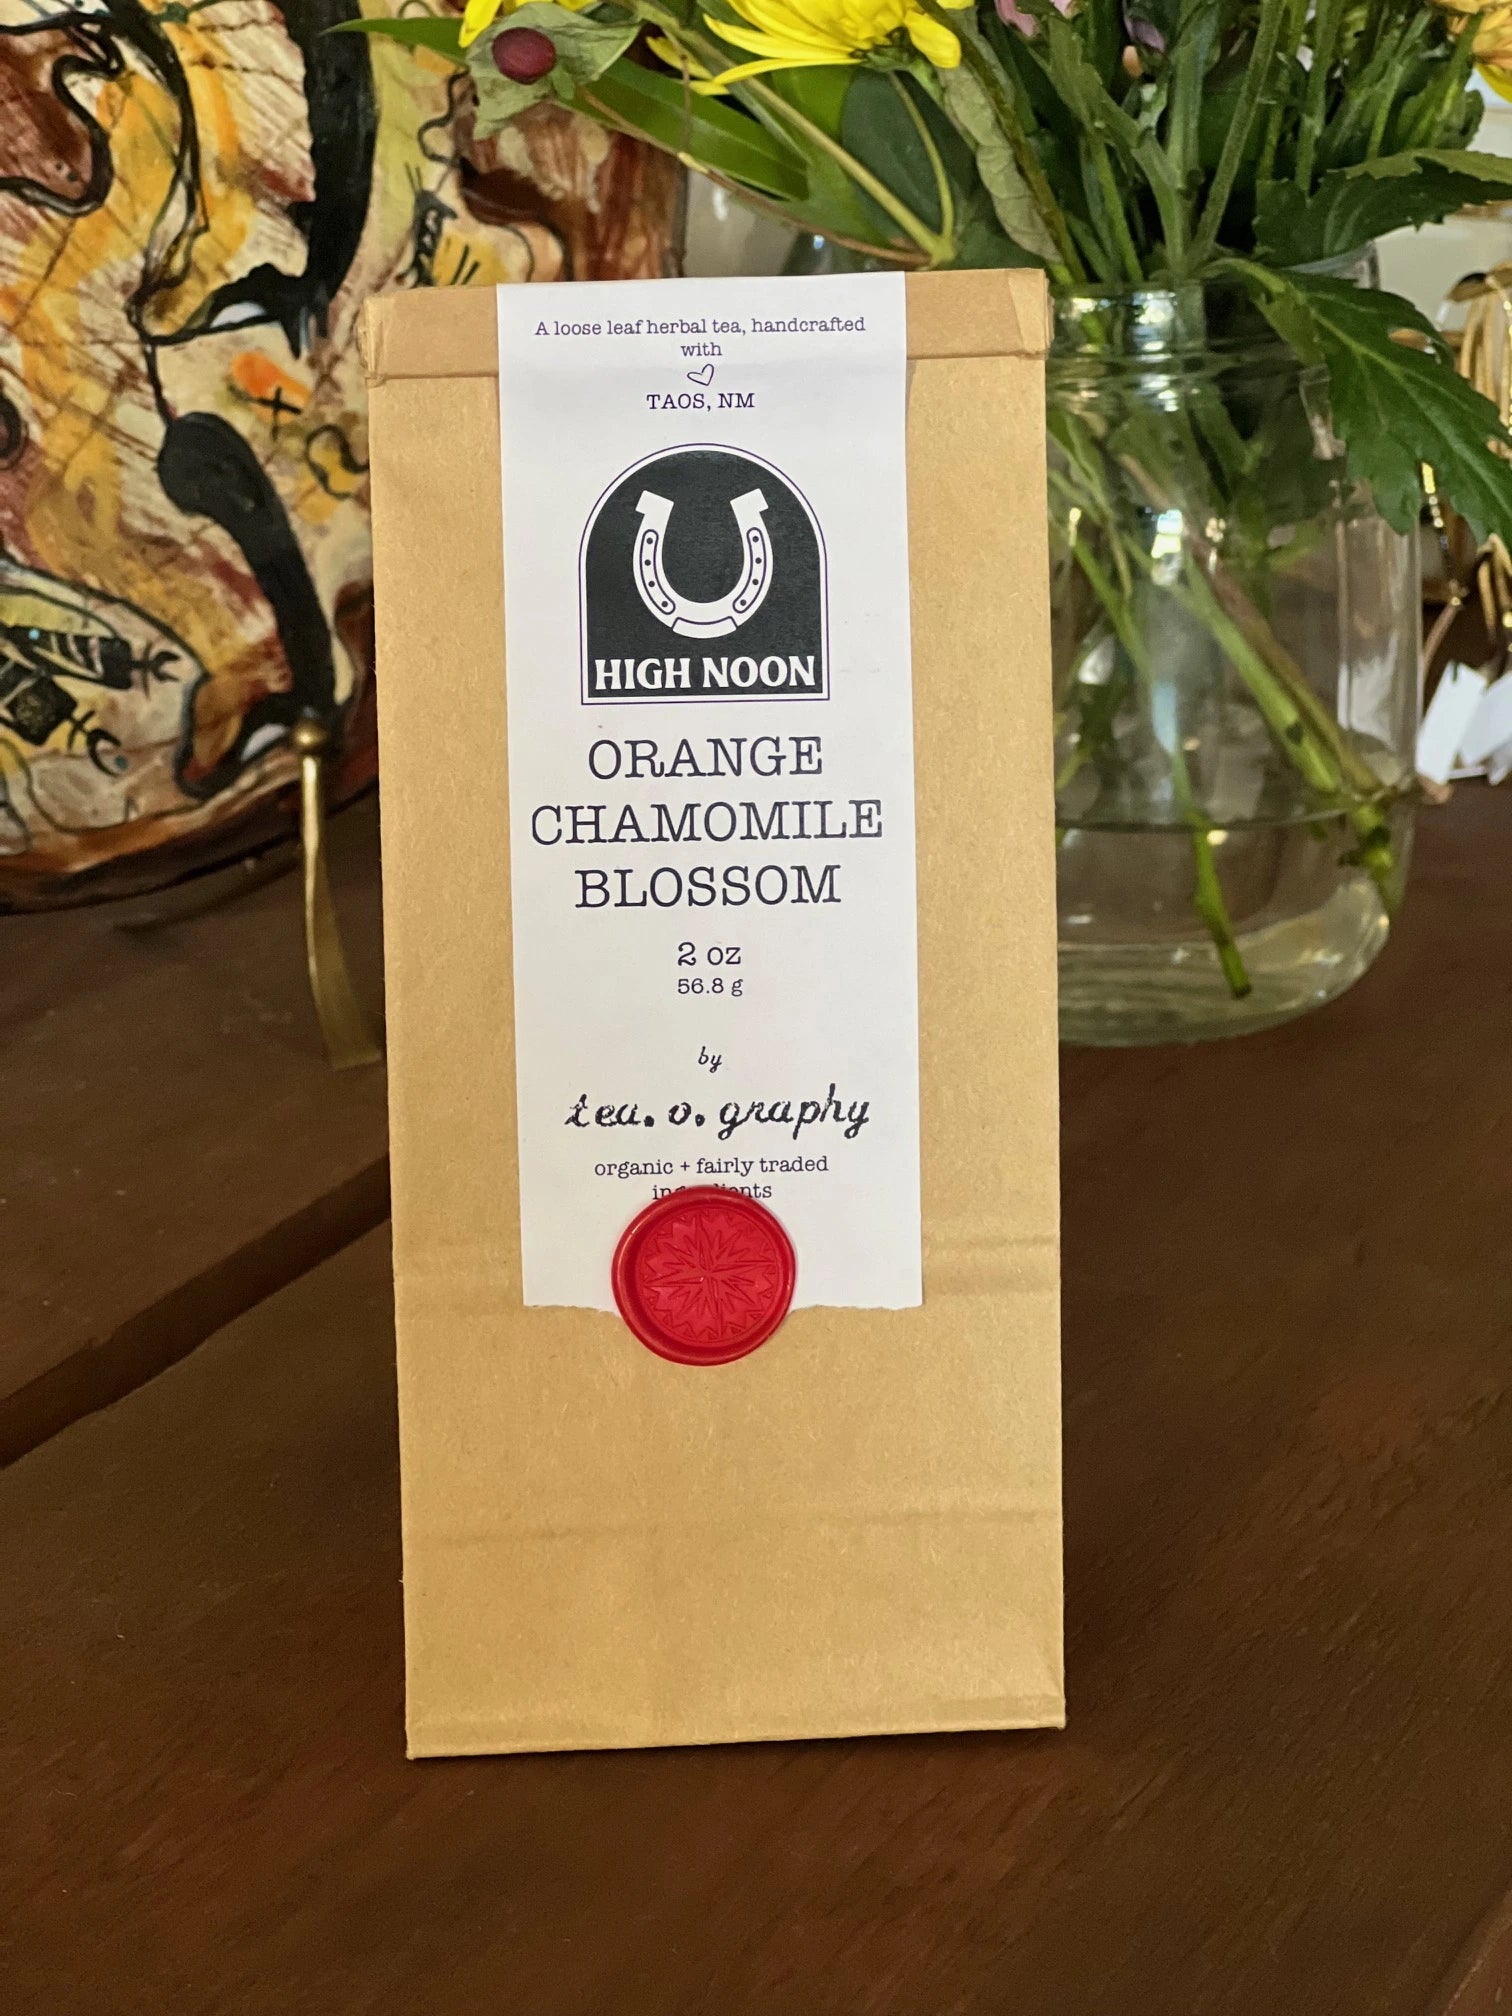 A loose leaf herbal tea, handcrafted
with
TAOS, NM
HIGH NOON
ORANGE
CHAMOMILE
BLOSSOM
2 oz
56.8 g
by
tea. o. graphy
organic + fairly traded